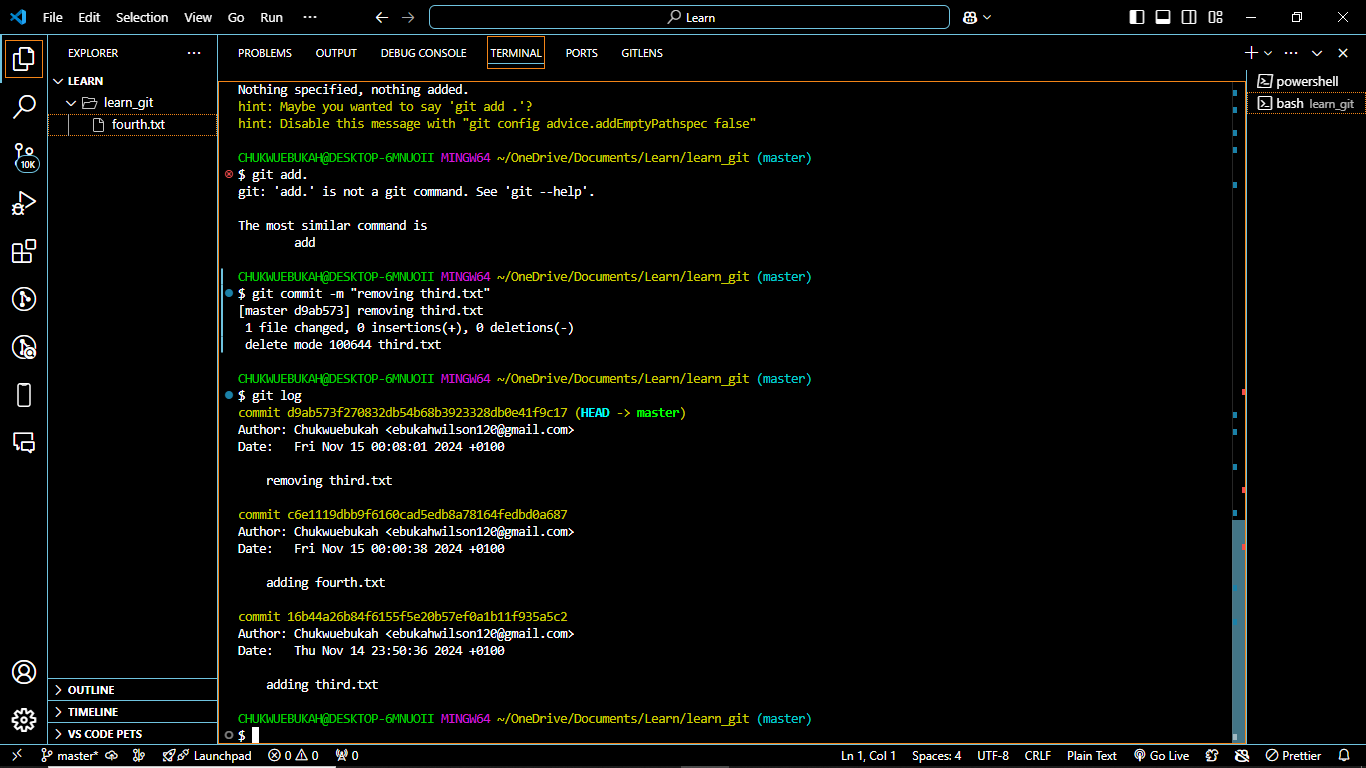 File Edit Selection View Go Run ··· Learn
EXPLORER ···
LEARN
learn_git
fourth.txt
10K
OUTLINE
TIMELINE
VS CODE PETS
PROBLEMS OUTPUT DEBUG CONSOLE TERMINAL PORTS GITLENS
Nothing specified, nothing added.
hint: Maybe you wanted to say 'git add .'?
hint: Disable this message with "git config advice.addEmptyPathspec false"
CHUKWUEBUKAH@DESKTOP-6MNUOII MINGW64 ~/OneDrive/Documents/Learn/learn_git (master)
$ git add.
git: 'add.' is not a git command. See 'git --help'.
The most similar command is
add
CHUKWUEBUKAH@DESKTOP-6MNUOII MINGW64 ~/OneDrive/Documents/Learn/learn_git (master)
$ git commit -m "removing third.txt"
[master d9ab573] removing third.txt
1 file changed, 0 insertions(+), 0 deletions(-)
delete mode 100644 third.txt
CHUKWUEBUKAH@DESKTOP-6MNUOII MINGW64 ~/OneDrive/Documents/Learn/learn_git (master)
$ git log
commit d9ab573f270832db54b68b3923328db0e41f9c17 (HEAD -> master)
Author: Chukwuebukah <ebukahwilson120@gmail.com>
Date:   Fri Nov 15 00:08:01 2024 +0100
removing third.txt
commit c6e1119dbb9f6160cad5edb8a78164fedbd0a687
Author: Chukwuebukah <ebukahwilson120@gmail.com>
Date:   Fri Nov 15 00:00:38 2024 +0100
adding fourth.txt
commit 16b44a26b84f6155f5e20b57ef0a1b11f935a5c2
Author: Chukwuebukah <ebukahwilson120@gmail.com>
Date:   Thu Nov 14 23:50:36 2024 +0100
adding third.txt
CHUKWUEBUKAH@DESKTOP-6MNUOII MINGW64 ~/OneDrive/Documents/Learn/learn_git (master)
$
powershell
bash learn_git
master* Launchpad 0 0 0 Ln 1, Col 1 Spaces: 4 UTF-8 CRLF Plain Text Go Live Prettier